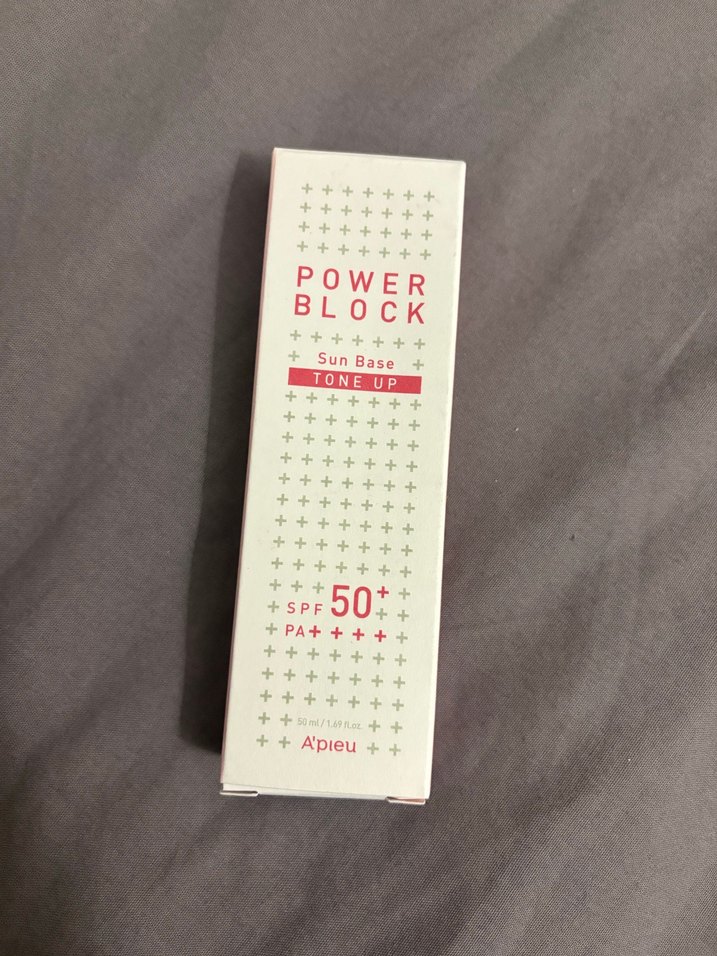 POWER
BLOCK
Sun Base
TONE UP
SPF 50+
PA++++
50 ml / 1.69 fl.oz.
A'pieu